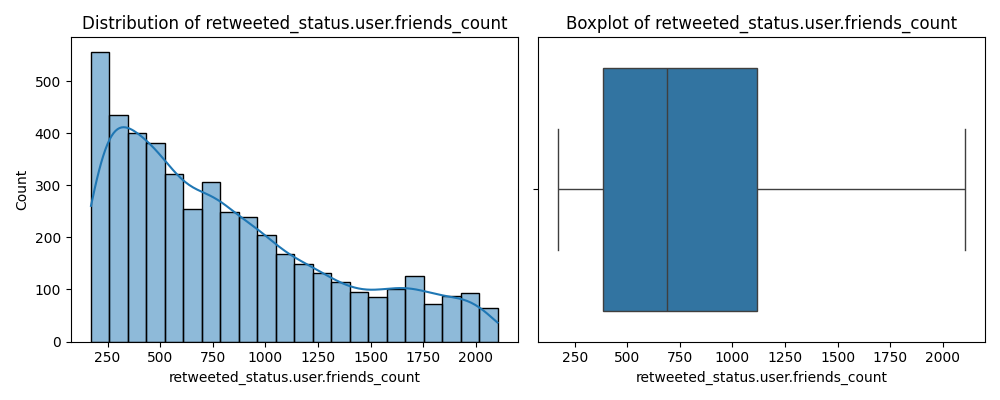 Distribution of retweeted_status.user.friends_count
Count
500
400
300
200
100
0
250 500 750 1000 1250 1500 1750 2000
retweeted_status.user.friends_count
Boxplot of retweeted_status.user.friends_count
250 500 750 1000 1250 1500 1750 2000
retweeted_status.user.friends_count